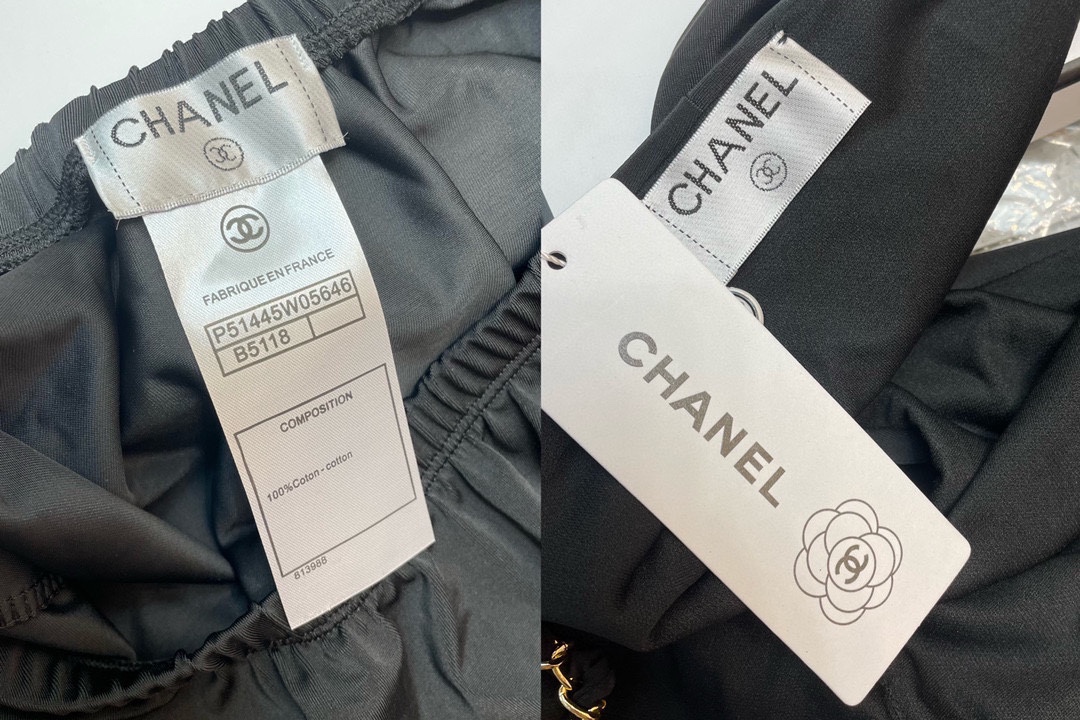 CHANEL
FABRIQUE EN FRANCE
P51445W05646
B5118
COMPOSITION
100%Coton - cotton
813988
CHANEL
CHANEL